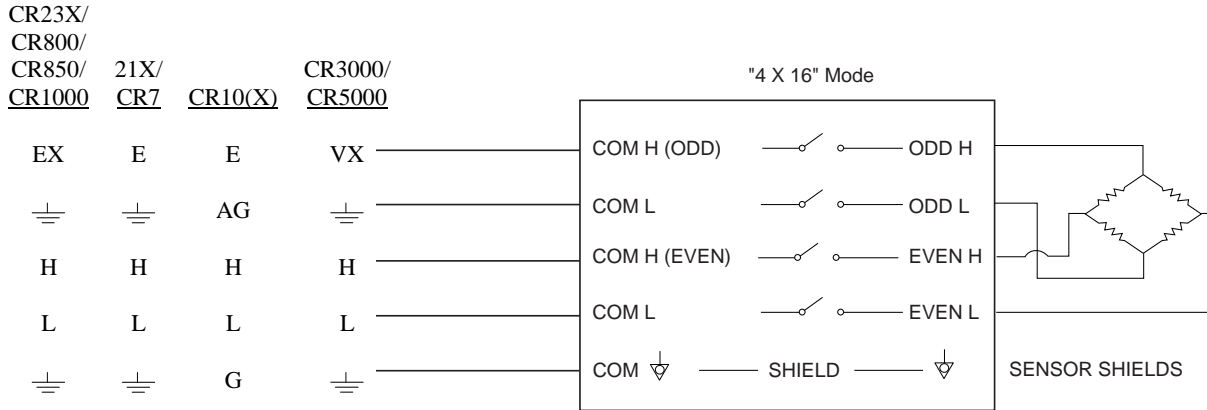 CR23X/
CR800/
CR850/ 21X/ CR3000/
CR1000 CR7 CR10(X) CR5000
"4 X 16" Mode
EX E E VX COM H (ODD) ODD H
AG COM L ODD L
H H H H COM H (EVEN) EVEN H
L L L L COM L EVEN L
G COM SHIELD SENSOR SHIELDS